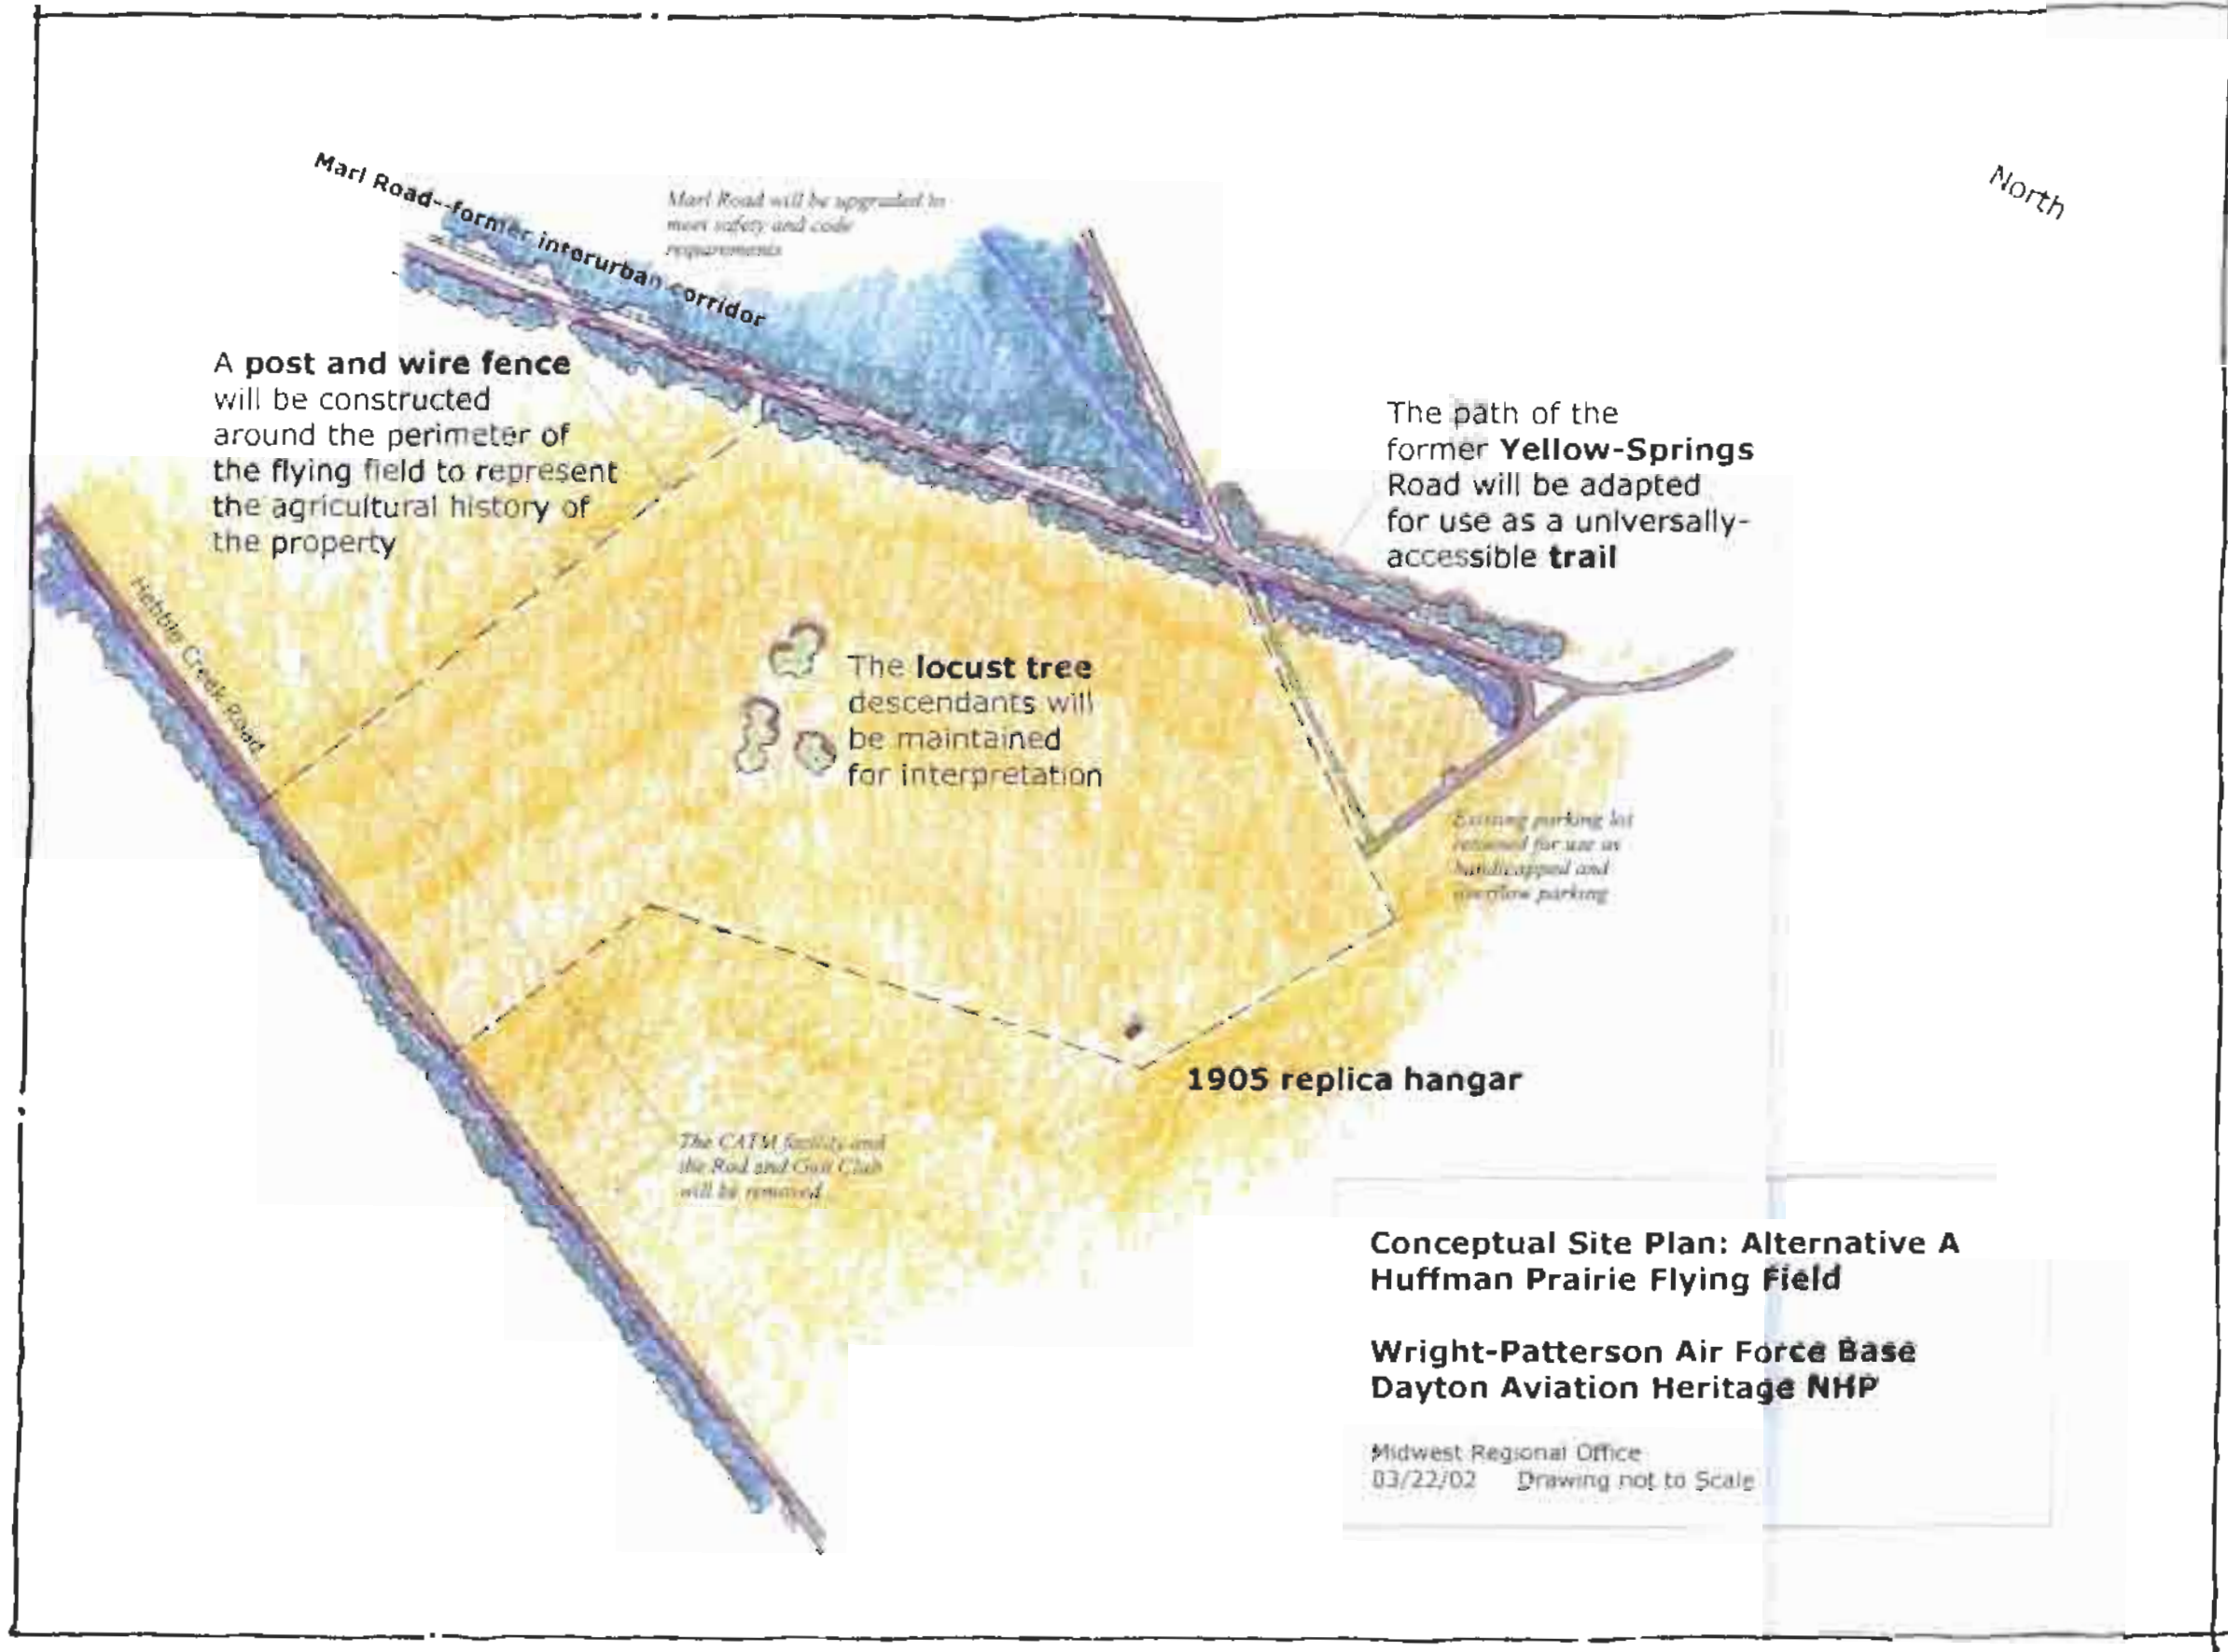 North
Marl Road--former interurban corridor
Marl Road will be upgraded to
meet safety and code
requirements
A post and wire fence
will be constructed
around the perimeter of
the flying field to represent
the agricultural history of
the property
The path of the
former Yellow-Springs
Road will be adapted
for use as a universally-
accessible trail
Hebble Creek Road
The locust tree
descendants will
be maintained
for interpretation
Existing parking lot
retained for use as
handicapped and
overflow parking
1905 replica hangar
The CATM facility and
the Rod and Gun Club
will be removed
Conceptual Site Plan: Alternative A
Huffman Prairie Flying Field
Wright-Patterson Air Force Base
Dayton Aviation Heritage NHP
Midwest Regional Office
03/22/02 Drawing not to Scale